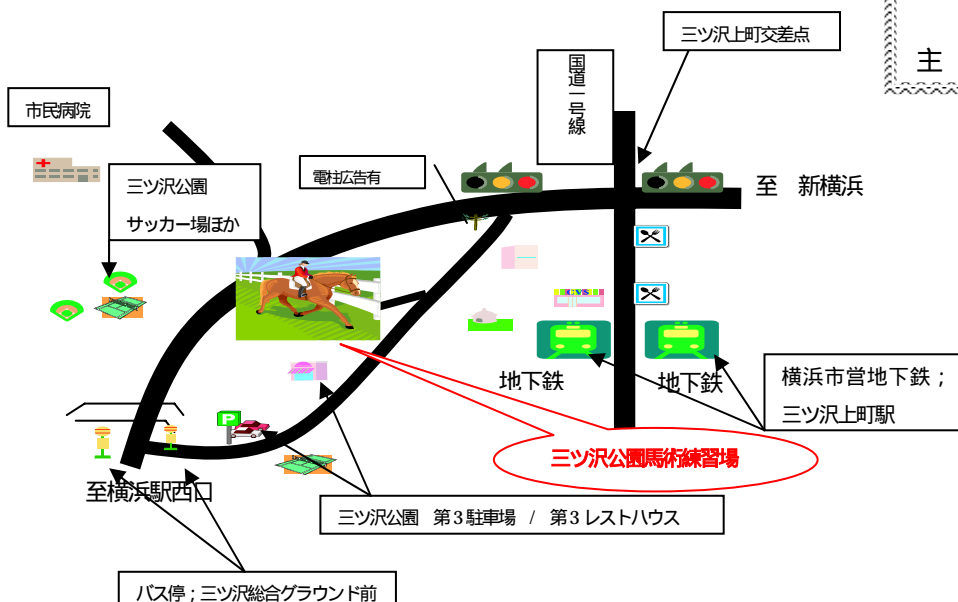 三ツ沢上町交差点
主
国道一号線
市民病院
電柱広告有
三ツ沢公園
サッカー場ほか
至 新横浜
CVS
地下鉄
地下鉄
横浜市営地下鉄；
三ツ沢上町駅
P
三ツ沢公園馬術練習場
至横浜駅西口
三ツ沢公園 第3駐車場 / 第3レストハウス
バス停；三ツ沢総合グラウンド前